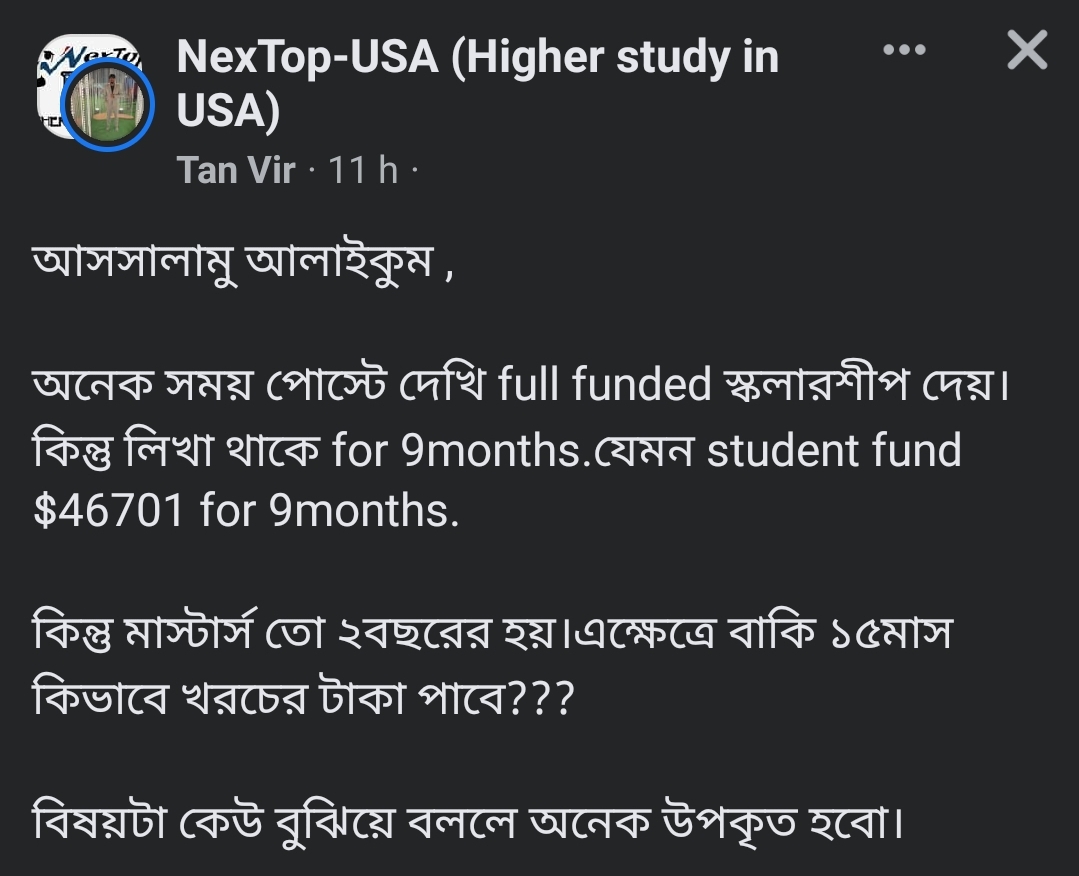 NexTop-USA (Higher study in
USA)
Tan Vir · 11 h ·
আসসালামু আলাইকুম ,
অনেক সময় পোস্টে দেখি full funded স্কলারশীপ দেয়।
কিন্তু লিখা থাকে for 9months.যেমন student fund
$46701 for 9months.
কিন্তু মাস্টার্স তো ২বছরের হয়।এক্ষেত্রে বাকি ১৫মাস
কিভাবে খরচের টাকা পাবে???
বিষয়টা কেউ বুঝিয়ে বললে অনেক উপকৃত হবো।